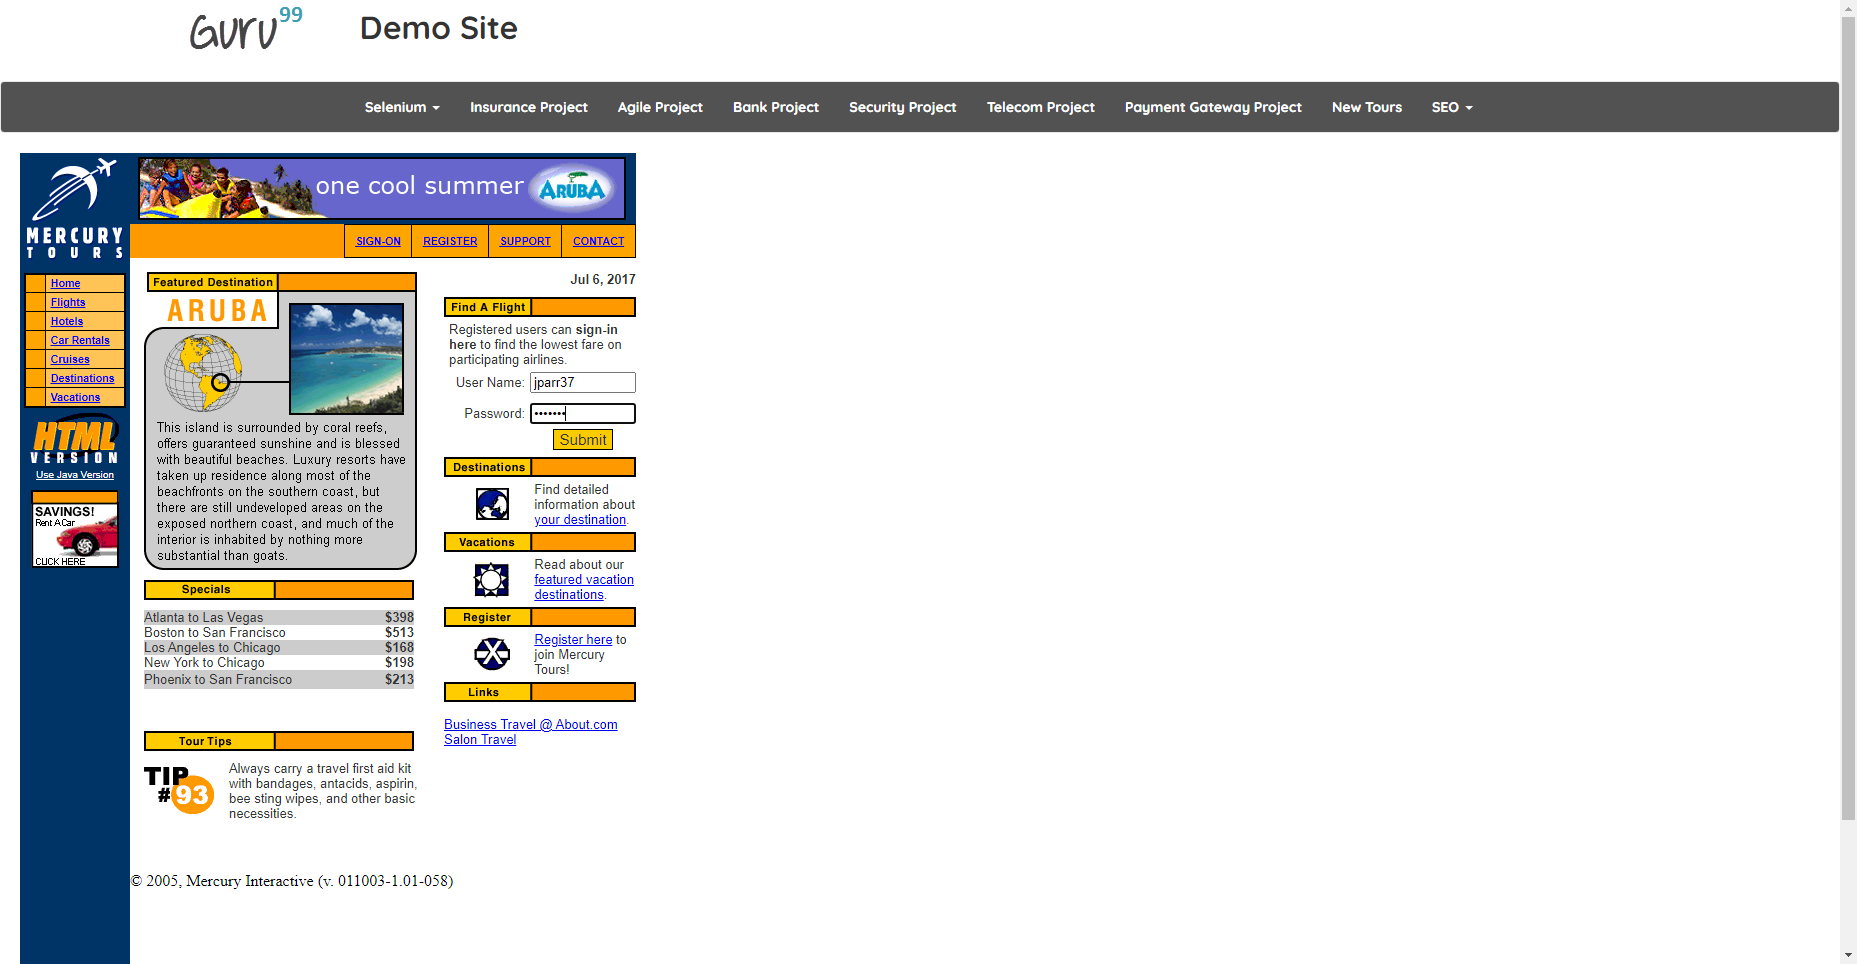 Guru99
Demo Site
Selenium
Insurance Project
Agile Project
Bank Project
Security Project
Telecom Project
Payment Gateway Project
New Tours
SEO
MERCURY
TOURS
one cool summer
ARUBA
SIGN-ON
REGISTER
SUPPORT
CONTACT
Home
Flights
Hotels
Car Rentals
Cruises
Destinations
Vacations
HTML
VERSION
Use Java Version
SAVINGS!
Rent A Car
CLICK HERE
Featured Destination
ARUBA
This island is surrounded by coral reefs,
offers guaranteed sunshine and is blessed
with beautiful beaches. Luxury resorts have
taken up residence along most of the
beachfronts on the southern coast, but
there are still undeveloped areas on the
exposed northern coast, and much of the
interior is inhabited by nothing more
substantial than goats.
Specials
Atlanta to Las Vegas $398
Boston to San Francisco $513
Los Angeles to Chicago $168
New York to Chicago $198
Phoenix to San Francisco $213
Tour Tips
TIP
#93
Always carry a travel first aid kit
with bandages, antacids, aspirin,
bee sting wipes, and other basic
necessities.
Jul 6, 2017
Find A Flight
Registered users can sign-in
here to find the lowest fare on
participating airlines.
User Name: jparr37
Password: •••••••
Submit
Destinations
Find detailed
information about
your destination.
Vacations
Read about our
featured vacation
destinations.
Register
Register here to
join Mercury
Tours!
Links
Business Travel @ About.com
Salon Travel
© 2005, Mercury Interactive (v. 011003-1.01-058)